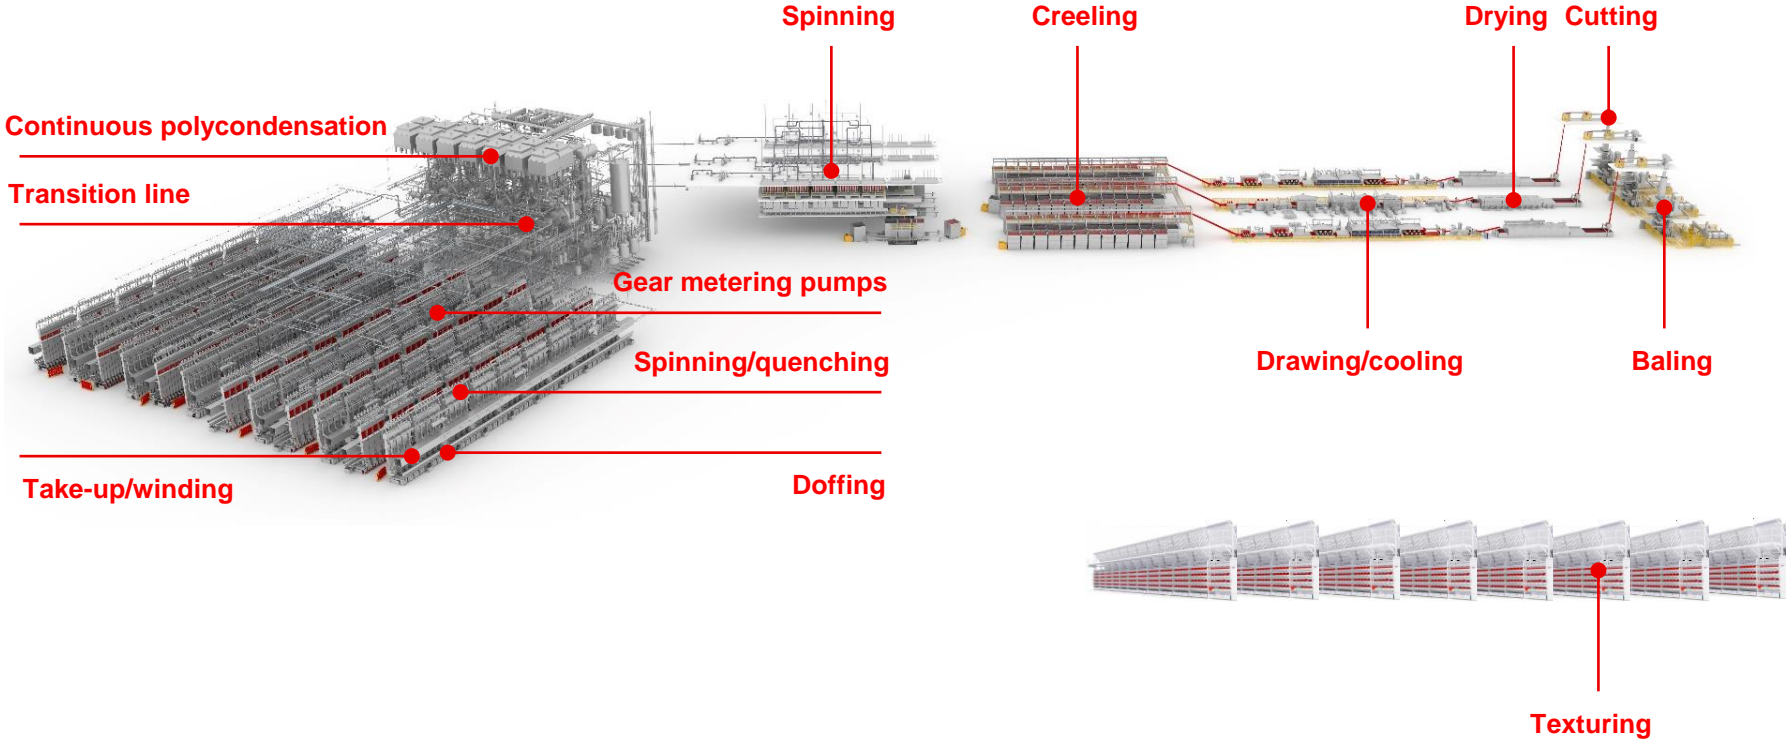 Spinning
Creeling
Drying
Cutting
Continuous polycondensation
Transition line
Gear metering pumps
Spinning/quenching
Drawing/cooling
Baling
Take-up/winding
Doffing
Texturing